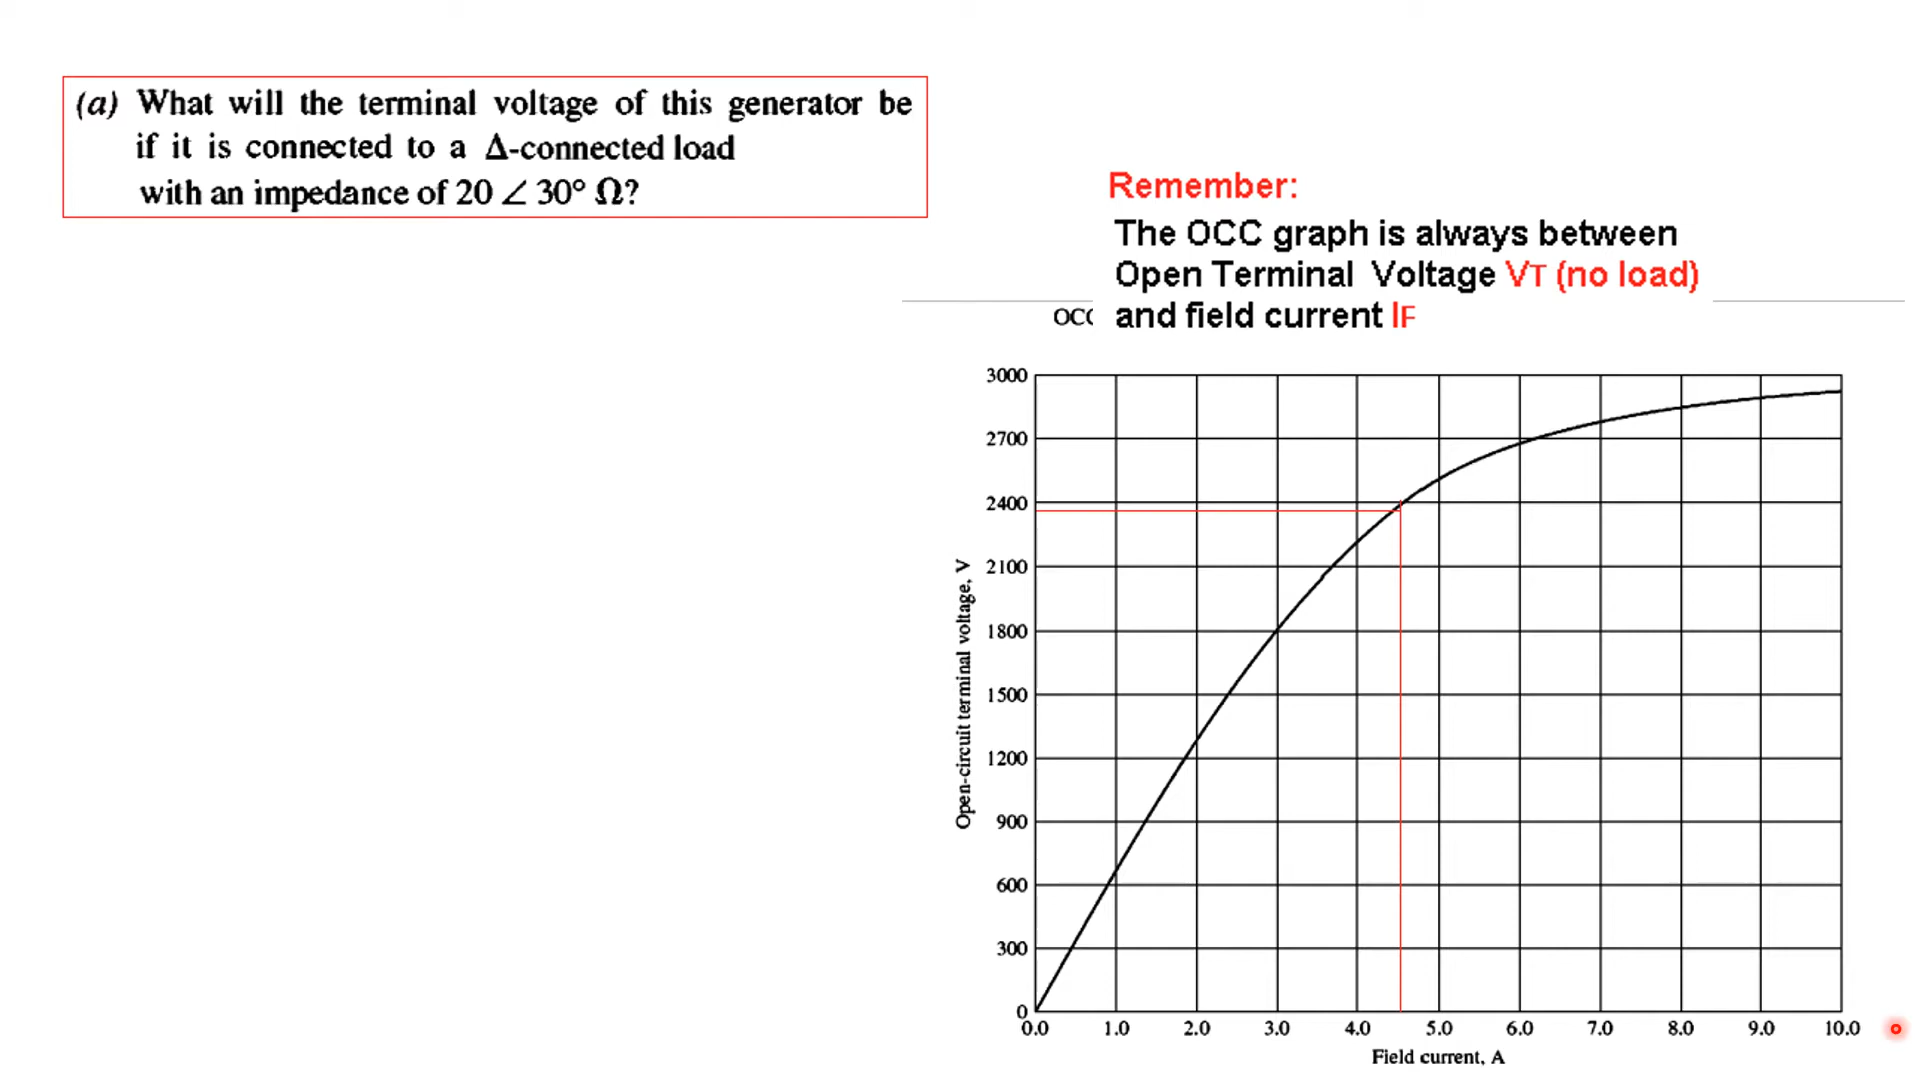 (a) What will the terminal voltage of this generator be
if it is connected to a Δ-connected load
with an impedance of 20 ∠ 30° Ω?
Remember:
The OCC graph is always between
Open Terminal Voltage VT (no load)
and field current IF
OCC
3000
2700
2400
2100
1800
1500
1200
900
600
300
0
Open-circuit terminal voltage, V
0.0 1.0 2.0 3.0 4.0 5.0 6.0 7.0 8.0 9.0 10.0
Field current, A